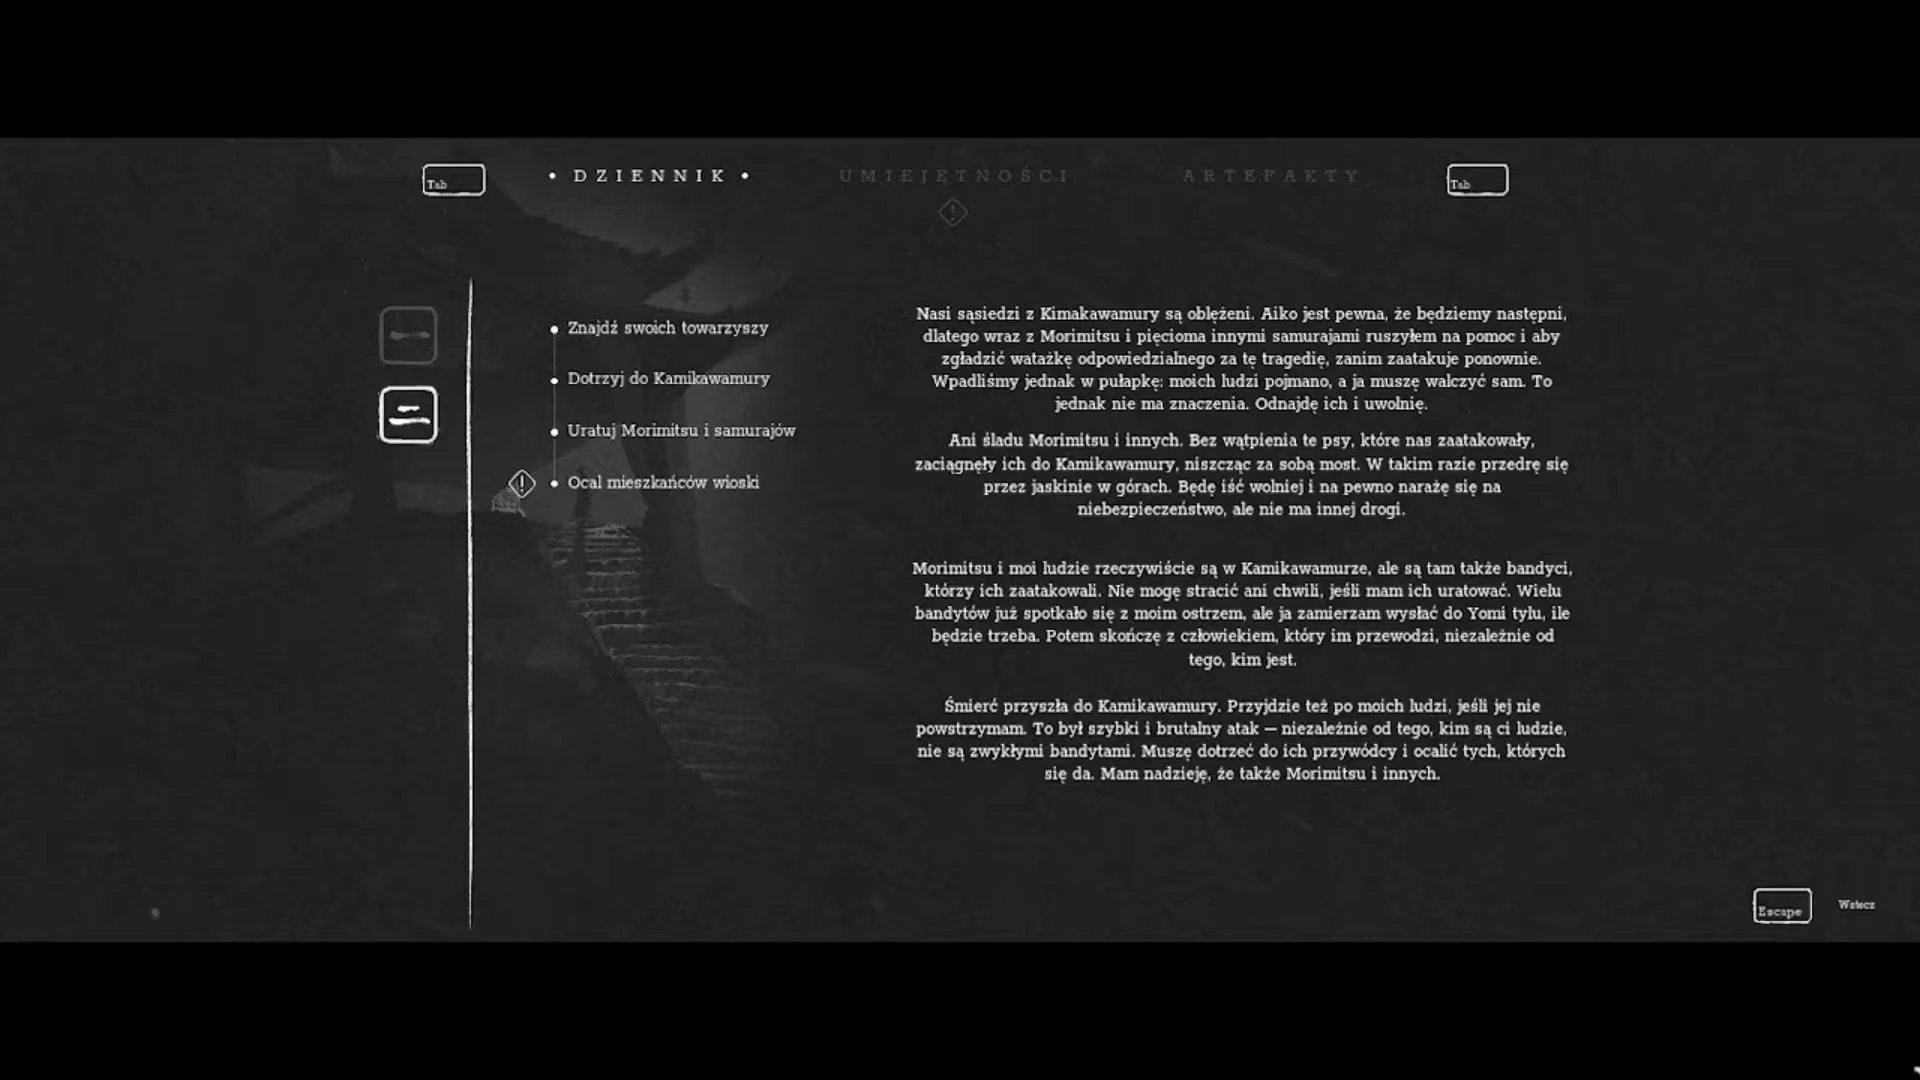 Tab
• DZIENNIK •
UMIEJĘTNOŚCI
ARTEFAKTY
Tab
Znajdź swoich towarzyszy
Dotrzyj do Kamikawamury
Uratuj Morimitsu i samurajów
Ocal mieszkańców wioski
Nasi sąsiedzi z Kimakawamury są oblężeni. Aiko jest pewna, że będziemy następni,
dlatego wraz z Morimitsu i pięcioma innymi samurajami ruszyłem na pomoc i aby
zgładzić watażkę odpowiedzialnego za tę tragedię, zanim zaatakuje ponownie.
Wpadliśmy jednak w pułapkę: moich ludzi pojmano, a ja muszę walczyć sam. To
jednak nie ma znaczenia. Odnajdę ich i uwolnię.
Ani śladu Morimitsu i innych. Bez wątpienia te psy, które nas zaatakowały,
zaciągnęły ich do Kamikawamury, niszcząc za sobą most. W takim razie przedrę się
przez jaskinie w górach. Będę iść wolniej i na pewno narażę się na
niebezpieczeństwo, ale nie ma innej drogi.
Morimitsu i moi ludzie rzeczywiście są w Kamikawamurze, ale są tam także bandyci,
którzy ich zaatakowali. Nie mogę stracić ani chwili, jeśli mam ich uratować. Wielu
bandytów już spotkało się z moim ostrzem, ale ja zamierzam wysłać do Yomi tylu, ile
będzie trzeba. Potem skończę z człowiekiem, który im przewodzi, niezależnie od
tego, kim jest.
Śmierć przyszła do Kamikawamury. Przyjdzie też po moich ludzi, jeśli jej nie
powstrzymam. To był szybki i brutalny atak — niezależnie od tego, kim są ci ludzie,
nie są zwykłymi bandytami. Muszę dotrzeć do ich przywódcy i ocalić tych, których
się da. Mam nadzieję, że także Morimitsu i innych.
Escape
Wstecz